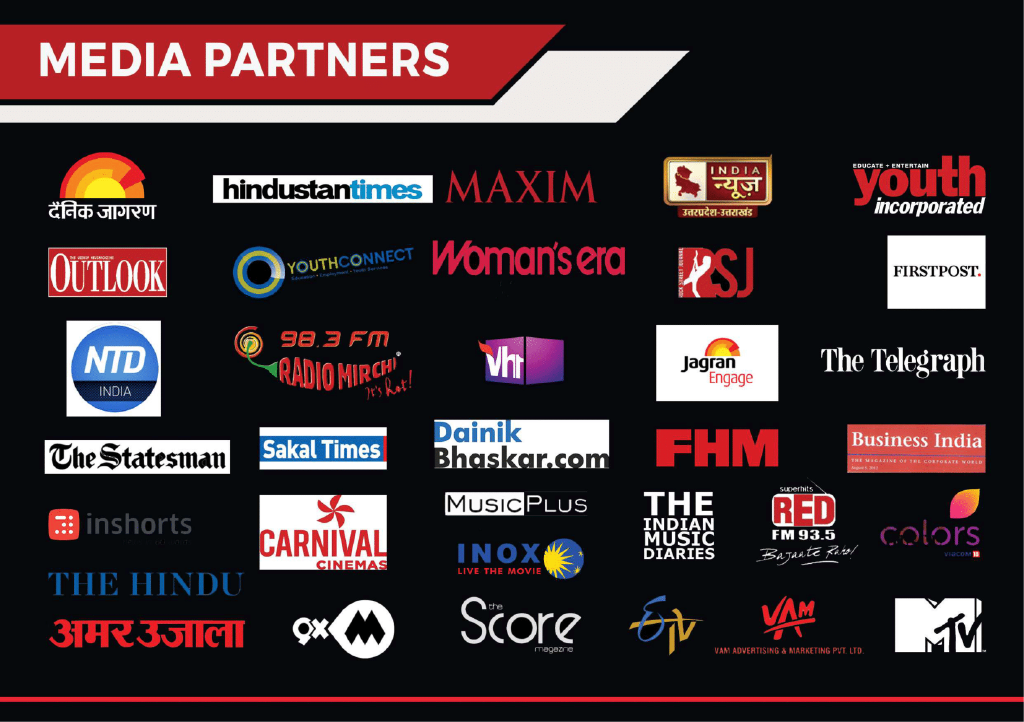 MEDIA PARTNERS
दैनिक जागरण
hindustantimes
MAXIM
INDIA
न्यूज़
उत्तरप्रदेश-उत्तराखंड
EDUCATE + ENTERTAIN
youth
incorporated
OUTLOOK
YOUTHCONNECT
Woman's era
RSJ
FIRSTPOST.
NTD
INDIA
98.3 FM
RADIO MIRCHI
It's hot!
Vh1
Jagran
Engage
The Telegraph
The Statesman
Sakal Times
Dainik
Bhaskar.com
FHM
Business India
THE MAGAZINE OF THE CORPORATE WORLD
inshorts
CARNIVAL
CINEMAS
MUSICPLUS
INOX
LIVE THE MOVIE
THE
INDIAN
MUSIC
DIARIES
superhits
RED
FM 93.5
Bajaate Raho!
colors
VIACOM 18
THE HINDU
अमर उजाला
9XM
the
Score
magazine
ETV
VAM
VAM ADVERTISING & MARKETING PVT. LTD.
MTV